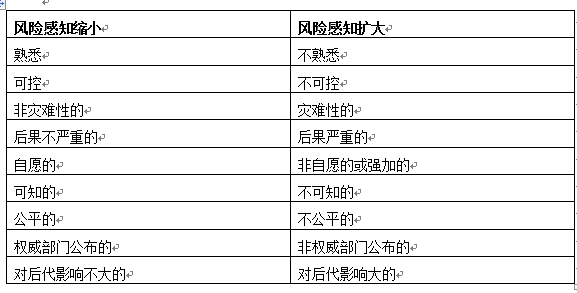 风险感知缩小 风险感知扩大
熟悉 不熟悉
可控 不可控
非灾难性的 灾难性的
后果不严重的 后果严重的
自愿的 非自愿的或强加的
可知的 不可知的
公平的 不公平的
权威部门公布的 非权威部门公布的
对后代影响不大的 对后代影响大的